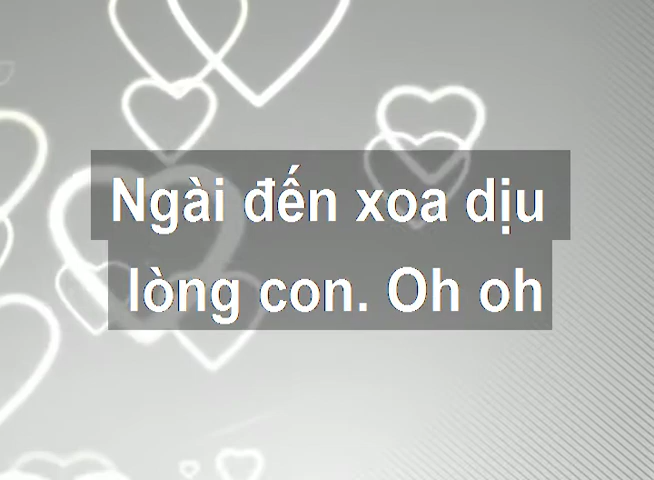 Ngài đến xoa dịu
lòng con. Oh oh